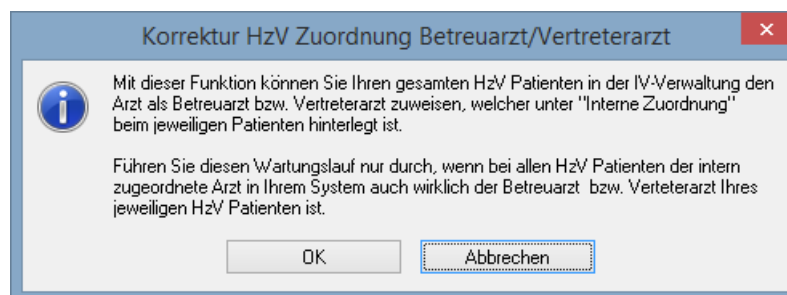 Korrektur HzV Zuordnung Betreuarzt/Vertreterarzt
Mit dieser Funktion können Sie Ihren gesamten HzV Patienten in der IV-Verwaltung den
Arzt als Betreuarzt bzw. Vertreterarzt zuweisen, welcher unter "Interne Zuordnung"
beim jeweiligen Patienten hinterlegt ist.
Führen Sie diesen Wartungslauf nur durch, wenn bei allen HzV Patienten der intern
zugeordnete Arzt in Ihrem System auch wirklich der Betreuarzt bzw. Verteterarzt Ihres
jeweiligen HzV Patienten ist.
OK
Abbrechen